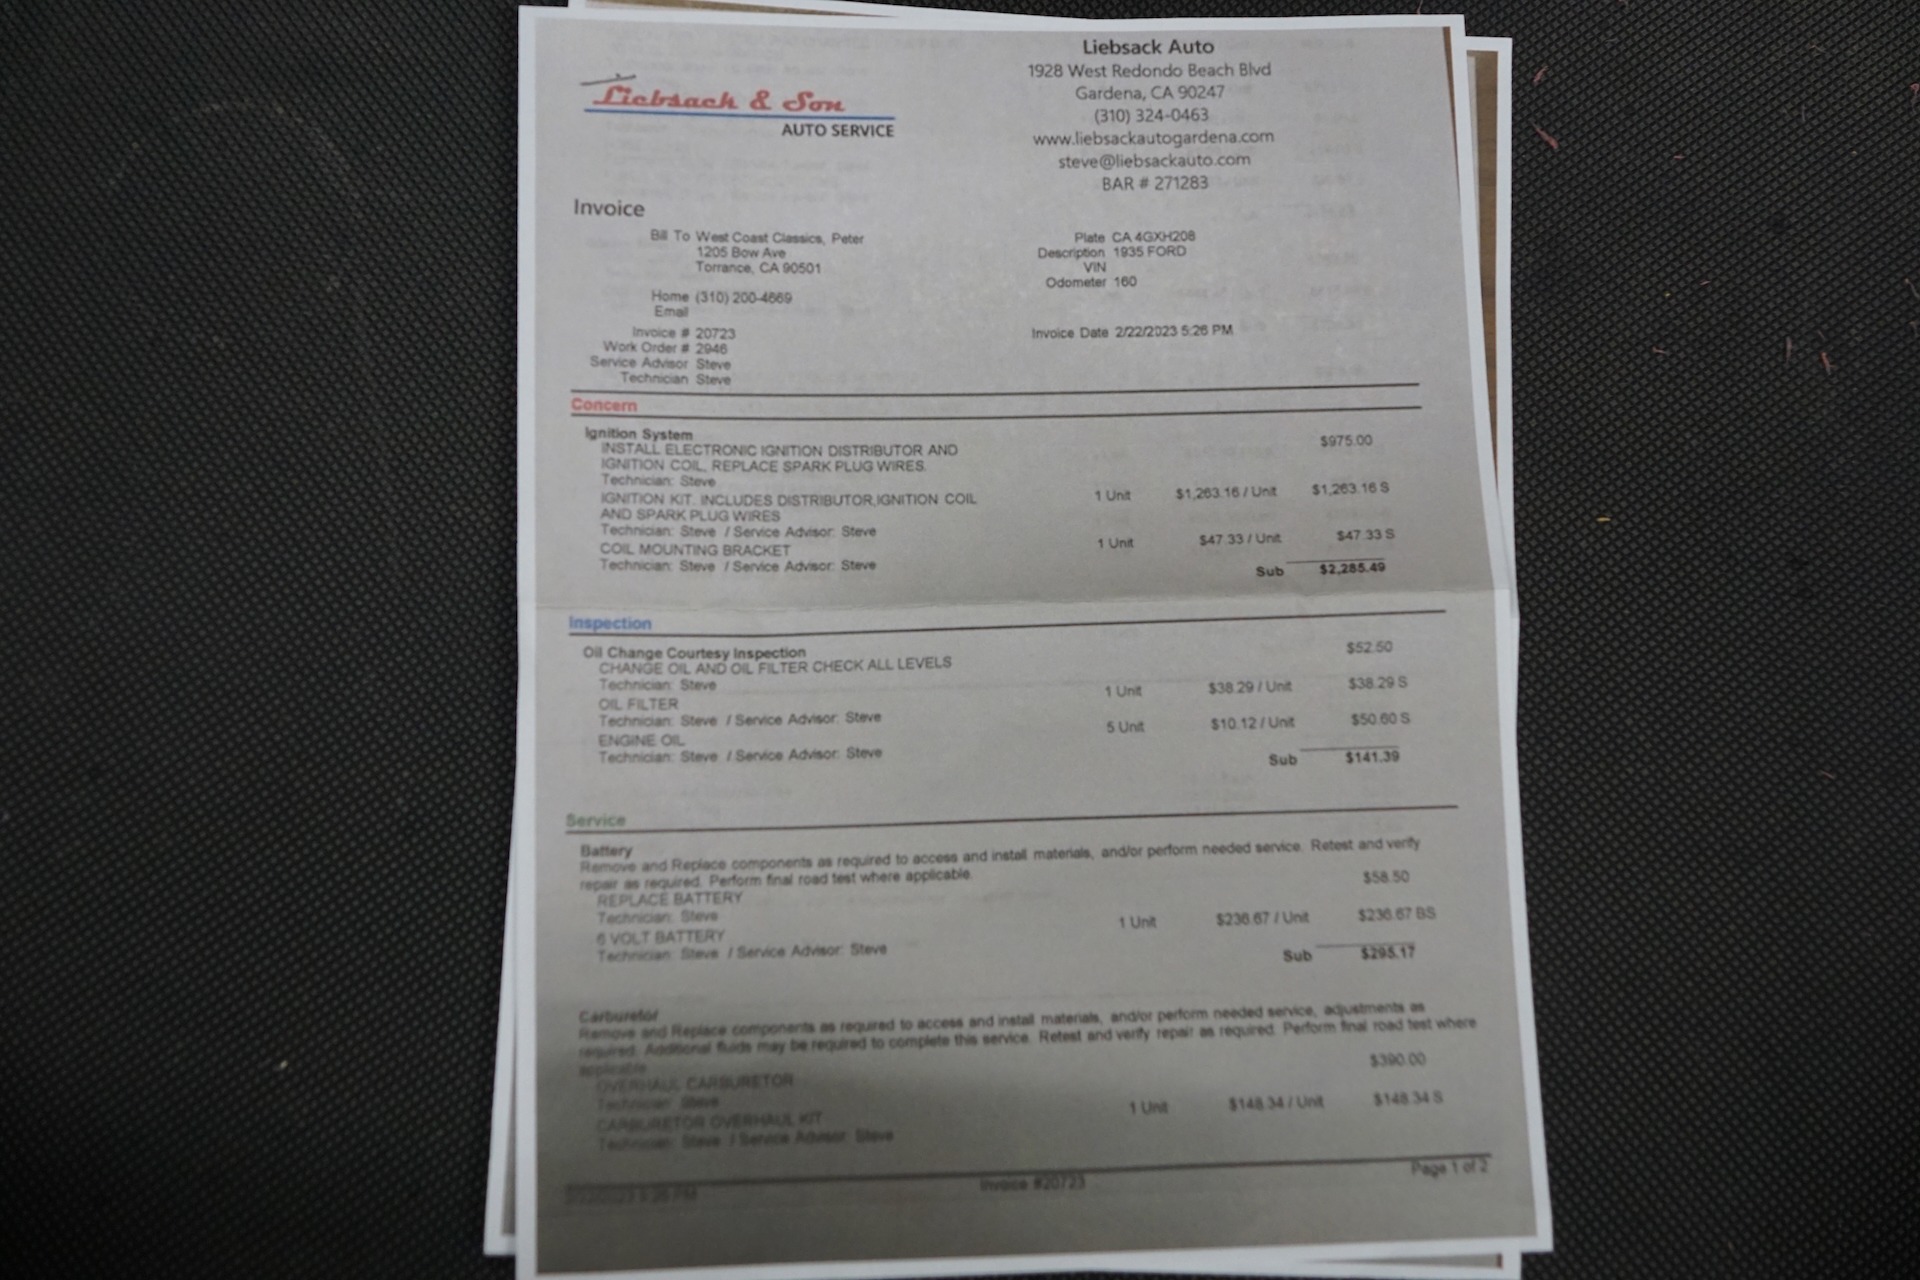 Liebsack & Son
AUTO SERVICE
Liebsack Auto
1928 West Redondo Beach Blvd
Gardena, CA 90247
(310) 324-0463
www.liebsackautogardena.com
steve@liebsackauto.com
BAR # 271283
Invoice
Bill To West Coast Classics, Peter
1205 Bow Ave
Torrance, CA 90501
Home (310) 200-4669
Email
Invoice # 20723
Work Order # 2946
Service Advisor Steve
Technician Steve
Plate CA 4GXH208
Description 1935 FORD
VIN
Odometer 160
Invoice Date 2/22/2023 5:26 PM
Concern
Ignition System
INSTALL ELECTRONIC IGNITION DISTRIBUTOR AND $975.00
IGNITION COIL, REPLACE SPARK PLUG WIRES.
Technician: Steve
IGNITION KIT. INCLUDES DISTRIBUTOR,IGNITION COIL 1 Unit $1,263.16 / Unit $1,263.16 S
AND SPARK PLUG WIRES
Technician: Steve / Service Advisor: Steve
COIL MOUNTING BRACKET 1 Unit $47.33 / Unit $47.33 S
Technician: Steve / Service Advisor: Steve
Sub $2,285.49
Inspection
Oil Change Courtesy Inspection
CHANGE OIL AND OIL FILTER CHECK ALL LEVELS $52.50
Technician: Steve
OIL FILTER 1 Unit $38.29 / Unit $38.29 S
Technician: Steve / Service Advisor: Steve
ENGINE OIL 5 Unit $10.12 / Unit $50.60 S
Technician: Steve / Service Advisor: Steve
Sub $141.39
Service
Battery
Remove and Replace components as required to access and install materials, and/or perform needed service. Retest and verify
repair as required. Perform final road test where applicable.
REPLACE BATTERY $58.50
Technician: Steve
6 VOLT BATTERY 1 Unit $236.67 / Unit $236.67 BS
Technician: Steve / Service Advisor: Steve
Sub $295.17
Carburetor
Remove and Replace components as required to access and install materials, and/or perform needed service, adjustments as
required. Additional fluids may be required to complete this service. Retest and verify repair as required. Perform final road test where
applicable
OVERHAUL CARBURETOR $390.00
Technician: Steve
CARBURETOR OVERHAUL KIT 1 Unit $148.34 / Unit $148.34 S
Technician: Steve / Service Advisor: Steve
2/22/2023 5:26 PM Invoice #20723 Page 1 of 2